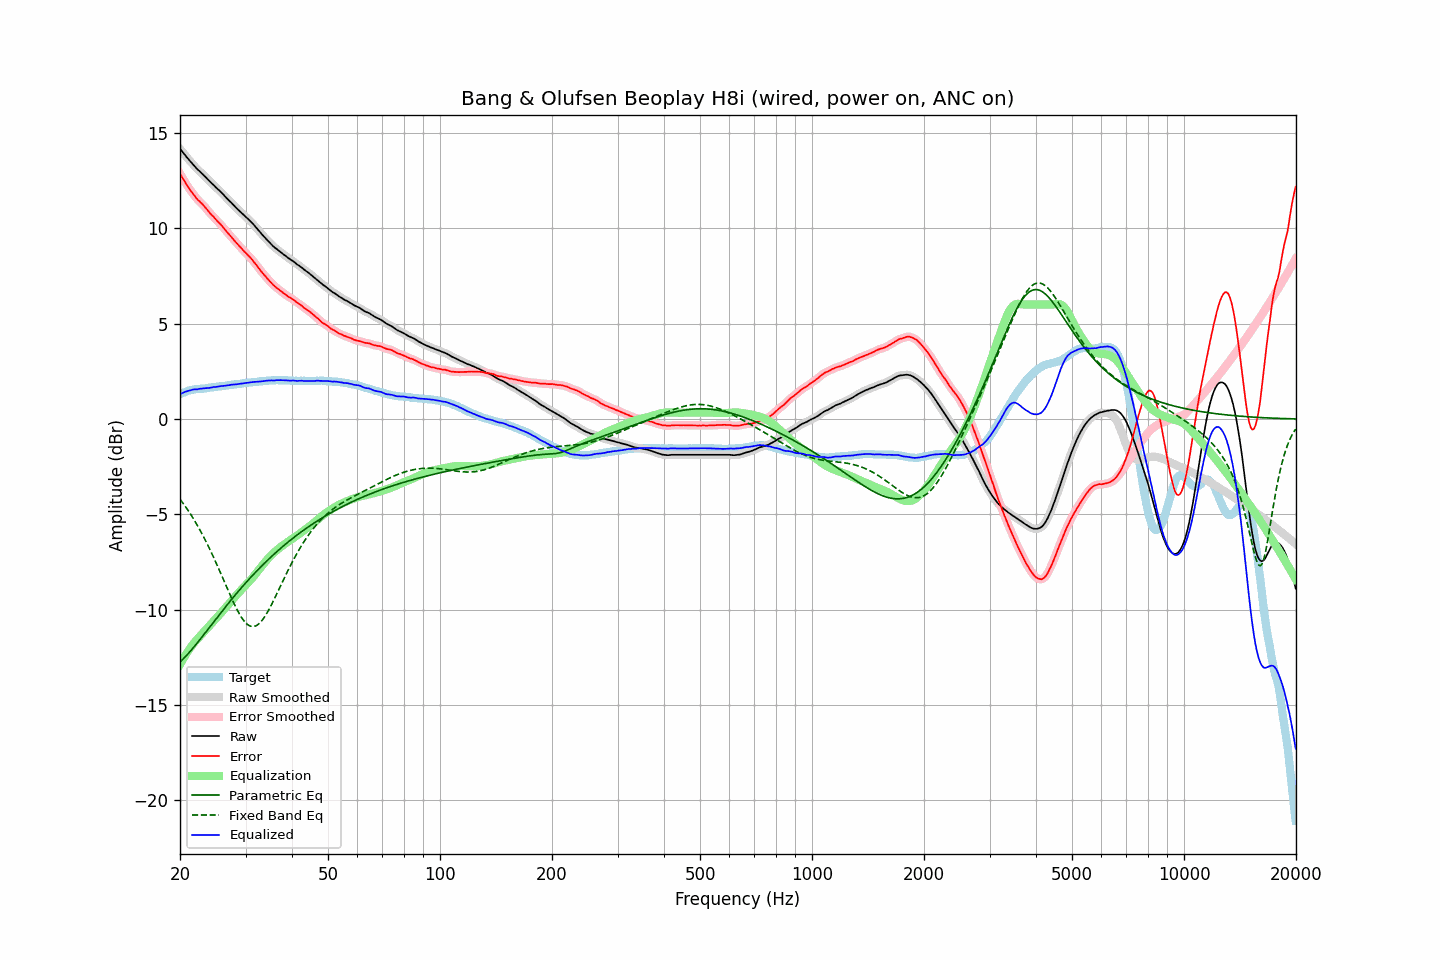 Bang & Olufsen Beoplay H8i (wired, power on, ANC on)
15
10
5
0
−5
−10
−15
−20
Amplitude (dBr)
Target
Raw Smoothed
Error Smoothed
Raw
Error
Equalization
Parametric Eq
Fixed Band Eq
Equalized
20 50 100 200 500 1000 2000 5000 10000 20000
Frequency (Hz)